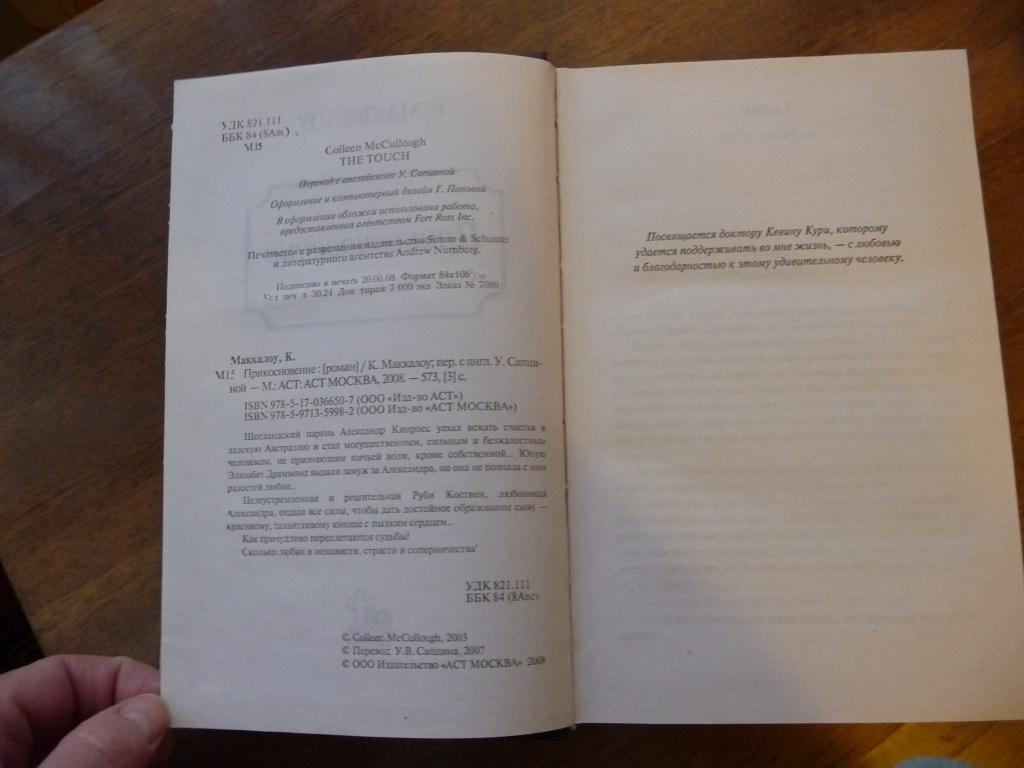 УДК 821.111
ББК 84 (8Авс)
М15
Colleen McCullough
THE TOUCH
Перевод с английского У. Сапциной
Оформление и компьютерный дизайн Г. Поповой
В оформлении обложки использована работа,
предоставленная агентством Fort Ross Inc.
Печатается с разрешения издательства Simon & Schuster
и литературного агентства Andrew Nurnberg.
Подписано в печать 20.06.08. Формат 84х108 1/32
Усл печ л. 30,24 Доп тираж 7 000 экз Заказ № 7089
Маккалоу, К.
М15 Прикосновение : [роман] / К. Маккалоу; пер. с англ. У. Сапци-
ной — М.: АСТ: АСТ МОСКВА, 2008. — 573, [3] с.
ISBN 978-5-17-036650-7 (ООО «Изд-во АСТ»)
ISBN 978-5-9713-5998-2 (ООО Изд-во «АСТ МОСКВА»)
Шотландский парень Александр Кинросс уехал искать счастья в
далекую Австралию и стал могущественным, сильным и безжалостным
человеком, не признающим ничьей воли, кроме собственной... Юную
Элизабет Драммонд выдали замуж за Александра, но она не познала с ним
радостей любви..
Целеустремленная и решительная Руби Костван, любовница
Александра, отдала все силы, чтобы дать достойное образование сыну —
красивому, талантливому юноше с пылким сердцем..
Как причудливо переплетаются судьбы!
Сколько любви и ненависти, страсти и соперничества!
УДК 821.111
ББК 84 (8Авс)
© Colleen McCullough, 2003
© Перевод. У.В. Сапцина, 2007
© ООО Издательство «АСТ МОСКВА» 2008
Посвящается доктору Кевину Кури, которому
удается поддерживать во мне жизнь, — с любовью
и благодарностью к этому удивительному человеку.